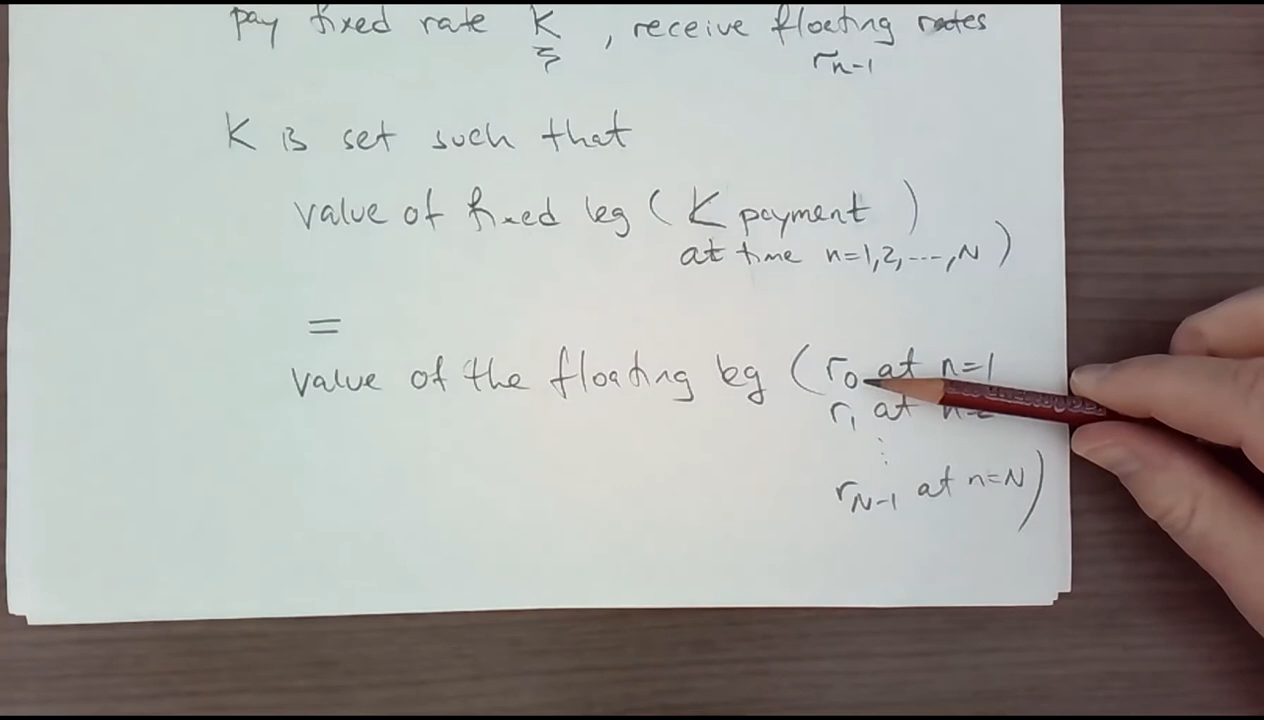 pay fixed rate K , receive floating rates
r_{n-1}
K is set such that
value of fixed leg ( K payment )
at time n=1,2,---,N )
=
value of the floating leg ( r_0 at n=1
r_1 at n=2
⋮
r_{N-1} at n=N )